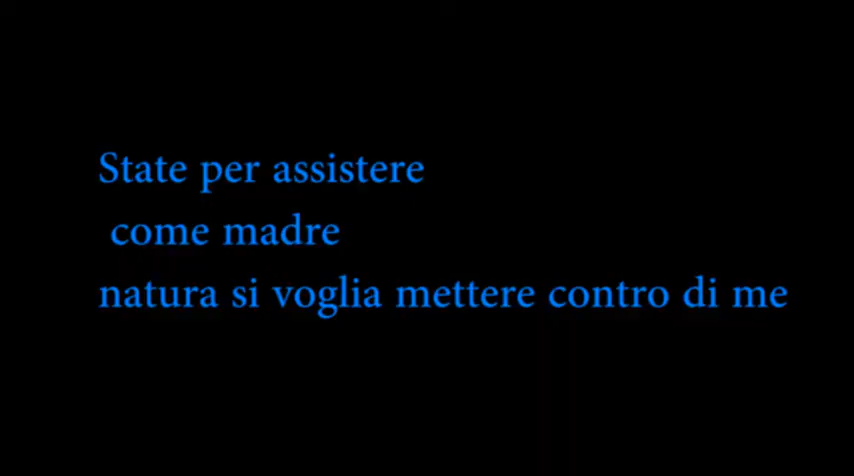 State per assistere
come madre
natura si voglia mettere contro di me